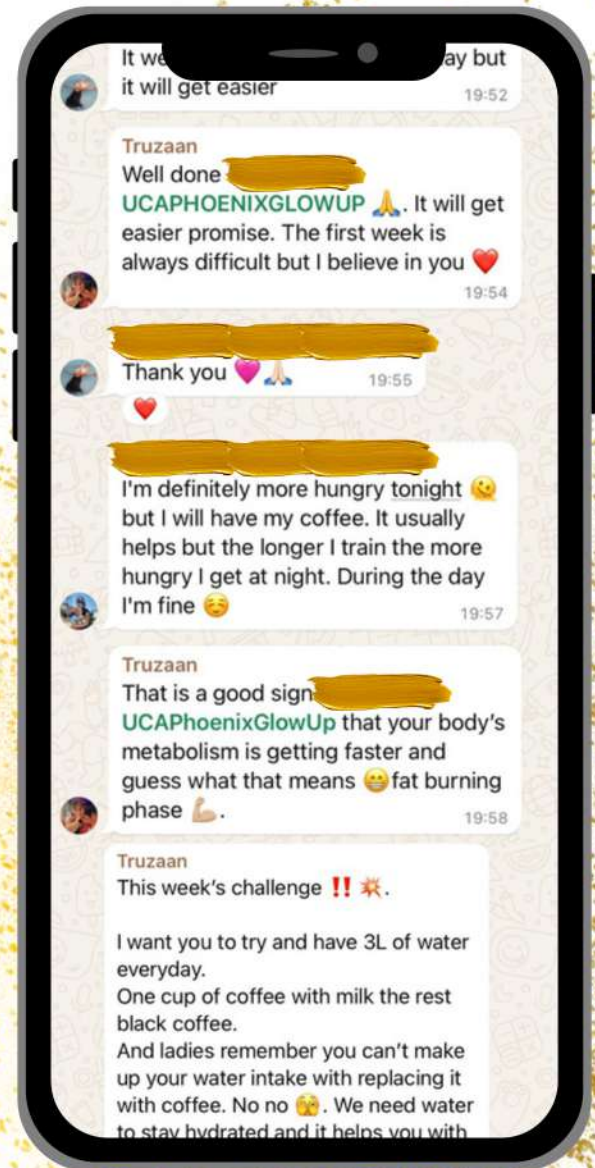 It we ay but
it will get easier
19:52
Truzaan
Well done
UCAPHOENIXGLOWUP 🙏. It will get
easier promise. The first week is
always difficult but I believe in you ❤️
19:54
Thank you 💗🙏🏻 19:55
❤️
I'm definitely more hungry tonight 🫠
but I will have my coffee. It usually
helps but the longer I train the more
hungry I get at night. During the day
I'm fine ☺️
19:57
Truzaan
That is a good sign
UCAPhoenixGlowUp that your body's
metabolism is getting faster and
guess what that means 😁fat burning
phase 💪🏼.
19:58
Truzaan
This week's challenge ‼️ 💥.
I want you to try and have 3L of water
everyday.
One cup of coffee with milk the rest
black coffee.
And ladies remember you can't make
up your water intake with replacing it
with coffee. No no 🫣. We need water
to stay hydrated and it helps you with